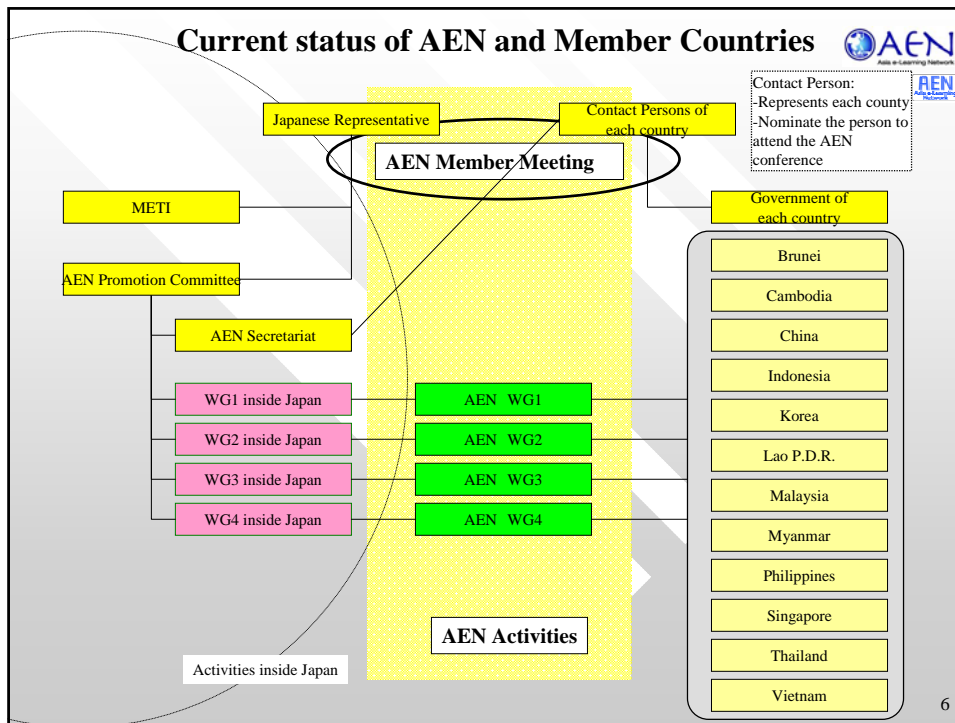 Current status of AEN and Member Countries
AEN
Asia e-Learning Network
AEN
Asia e-Learning
Network
Contact Person:
-Represents each county
-Nominate the person to
attend the AEN
conference
Japanese Representative
Contact Persons of
each country
AEN Member Meeting
METI
Government of
each country
AEN Promotion Committee
AEN Secretariat
WG1 inside Japan
AEN WG1
WG2 inside Japan
AEN WG2
WG3 inside Japan
AEN WG3
WG4 inside Japan
AEN WG4
Brunei
Cambodia
China
Indonesia
Korea
Lao P.D.R.
Malaysia
Myanmar
Philippines
Singapore
Thailand
Vietnam
AEN Activities
Activities inside Japan
6